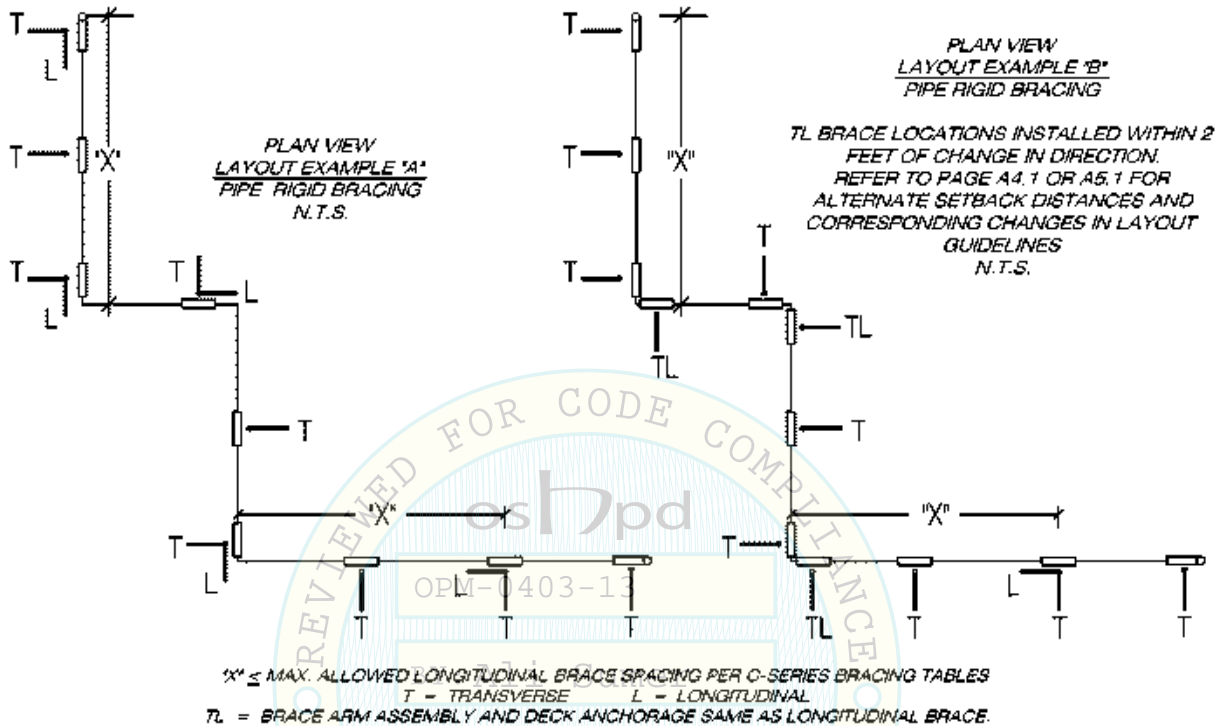 T
L
T
"X"
T
L
PLAN VIEW
LAYOUT EXAMPLE "A"
PIPE RIGID BRACING
N.T.S.
T
L
T
T
L
"X"
T
L
T
T
T
T
T
"X"
PLAN VIEW
LAYOUT EXAMPLE "B"
PIPE RIGID BRACING
TL BRACE LOCATIONS INSTALLED WITHIN 2
FEET OF CHANGE IN DIRECTION.
REFER TO PAGE A4.1 OR A5.1 FOR
ALTERNATE SETBACK DISTANCES AND
CORRESPONDING CHANGES IN LAYOUT
GUIDELINES
N.T.S.
T
TL
TL
T
T
"X"
TL
T
L
T
T
REVIEWED FOR CODE COMPLIANCE
oshpd
OPM-0403-13
"X" ≤ MAX. ALLOWED LONGITUDINAL BRACE SPACING PER C-SERIES BRACING TABLES
T = TRANSVERSE L = LONGITUDINAL
TL = BRACE ARM ASSEMBLY AND DECK ANCHORAGE SAME AS LONGITUDINAL BRACE.